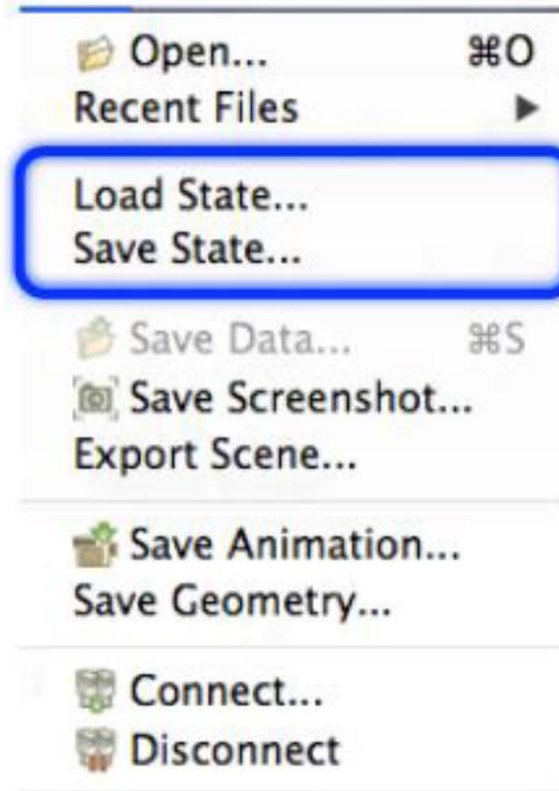 Open... ⌘O
Recent Files ▶
Load State...
Save State...
Save Data... ⌘S
Save Screenshot...
Export Scene...
Save Animation...
Save Geometry...
Connect...
Disconnect